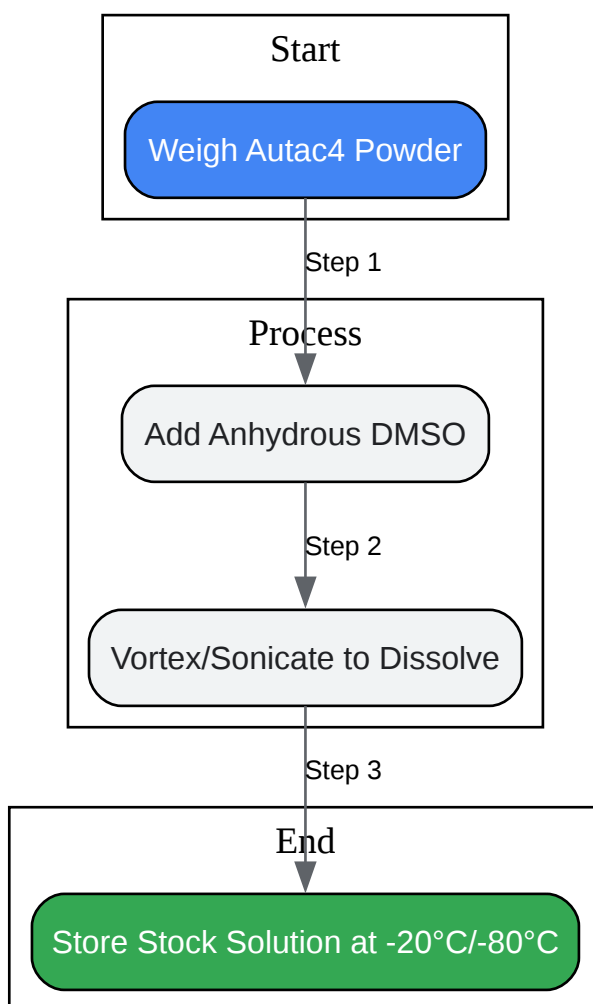 Start
Weigh Autac4 Powder
Step 1
Process
Add Anhydrous DMSO
Step 2
Vortex/Sonicate to Dissolve
Step 3
End
Store Stock Solution at -20°C/-80°C